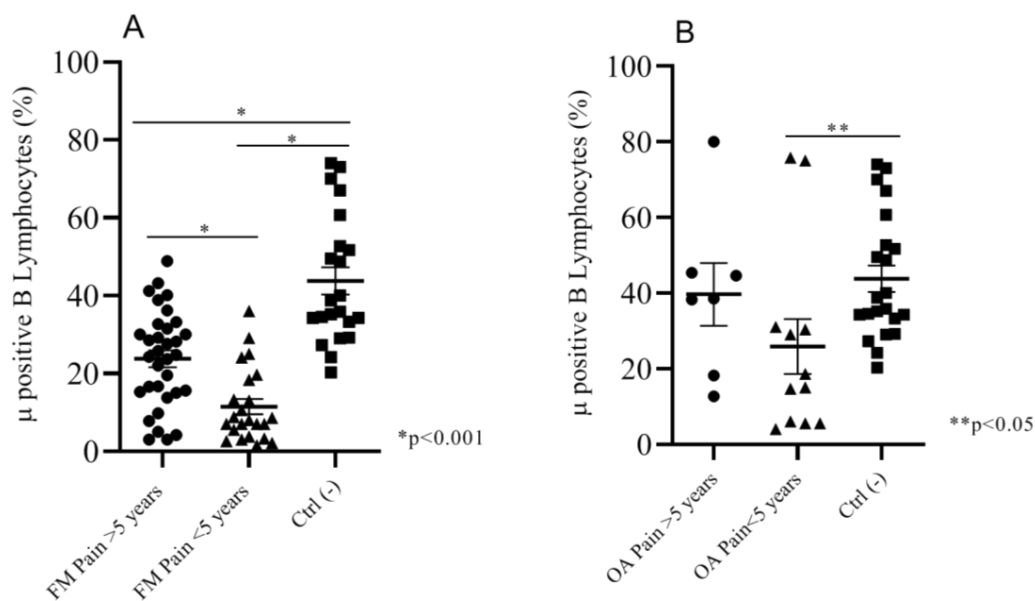 A
μ positive B Lymphocytes (%)
100
80
60
40
20
0
*
*
*
FM Pain >5 years
FM Pain <5 years
Ctrl (-)
*p<0.001
B
μ positive B Lymphocytes (%)
100
80
60
40
20
0
**
OA Pain >5 years
OA Pain<5 years
Ctrl (-)
**p<0.05